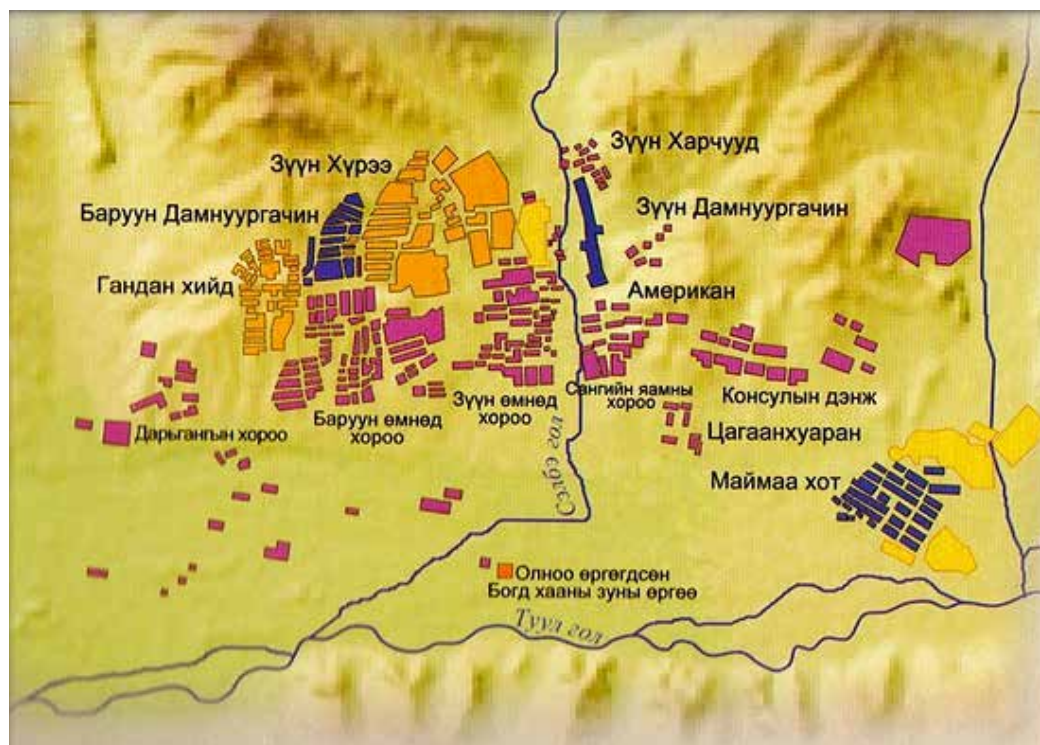 Зүүн Харчууд
Зүүн Хүрээ
Баруун Дамнуургачин
Зүүн Дамнуургачин
Гандан хийд
Американ
Зүүн өмнөд
хороо
Сангийн яамны
хороо
Консулын дэнж
Баруун өмнөд
хороо
Дарьгангын хороо
Цагаанхуаран
Сэлбэ гол
Маймаа хот
Олноо өргөгдсөн
Богд хааны зуны өргөө
Туул гол